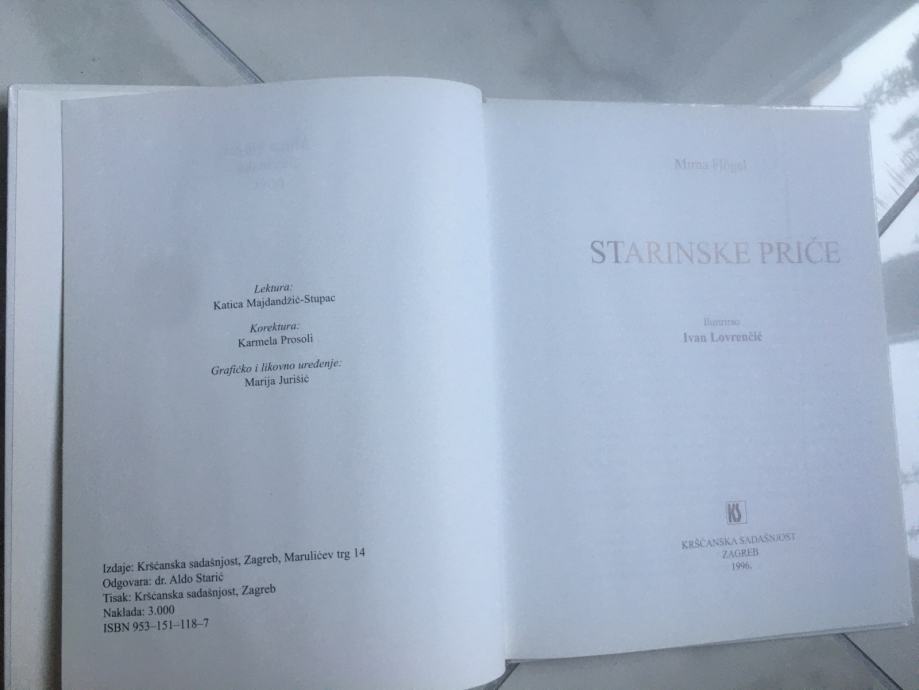 Lektura:
Katica Majdandžić-Stupac
Korektura:
Karmela Prosoli
Grafičko i likovno uređenje:
Marija Jurišić
Izdaje: Kršćanska sadašnjost, Zagreb, Marulićev trg 14
Odgovara: dr. Aldo Starić
Tisak: Kršćanska sadašnjost, Zagreb
Naklada: 3.000
ISBN 953–151–118–7
Mirna Flögel
STARINSKE PRIČE
Ilustrirao
Ivan Lovrenčić
KS
KRŠĆANSKA SADAŠNJOST
ZAGREB
1996.